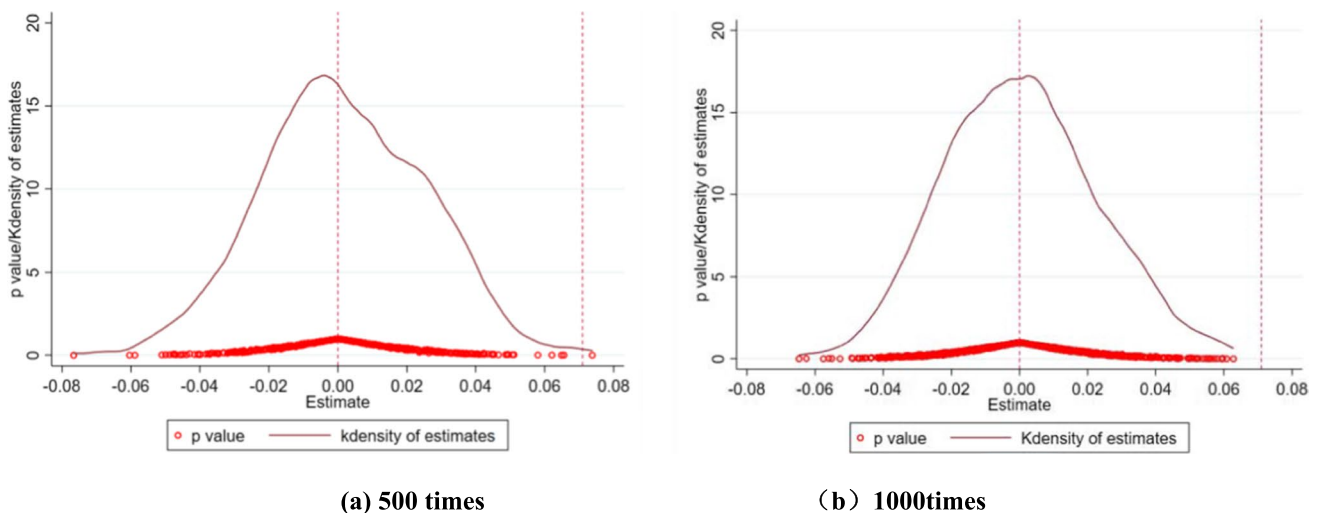 p value/Kdensity of estimates
20
15
10
5
0
-0.08 -0.06 -0.04 -0.02 0.00 0.02 0.04 0.06 0.08
Estimate
p value kdensity of estimates
(a) 500 times
p value/Kdensity of estimates
20
15
10
5
0
-0.08 -0.06 -0.04 -0.02 0.00 0.02 0.04 0.06 0.08
Estimate
p value Kdensity of estimates
（b）1000times